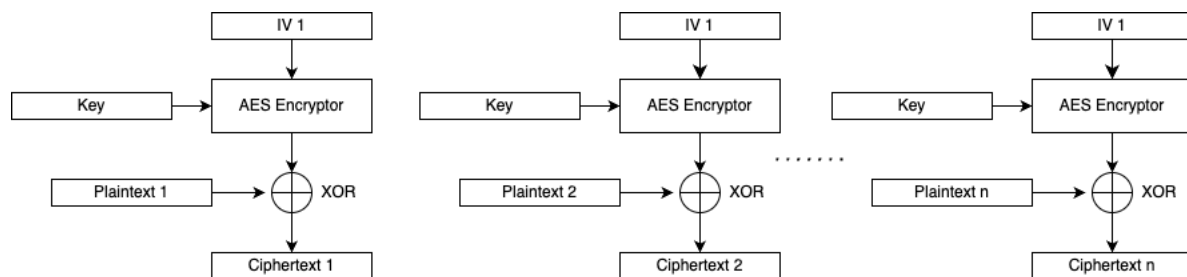 IV 1
IV 1
IV 1
Key
AES Encryptor
Key
AES Encryptor
Key
AES Encryptor
Plaintext 1
XOR
Plaintext 2
XOR
Plaintext n
XOR
Ciphertext 1
Ciphertext 2
Ciphertext n